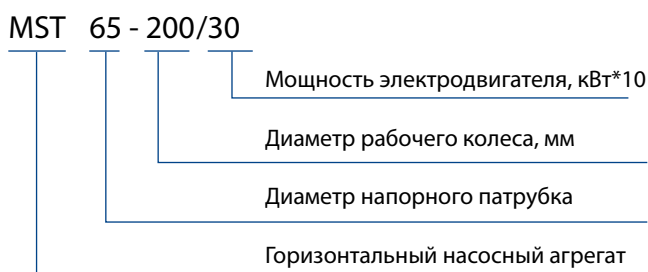 MST 65 - 200/30
Мощность электродвигателя, кВт*10
Диаметр рабочего колеса, мм
Диаметр напорного патрубка
Горизонтальный насосный агрегат